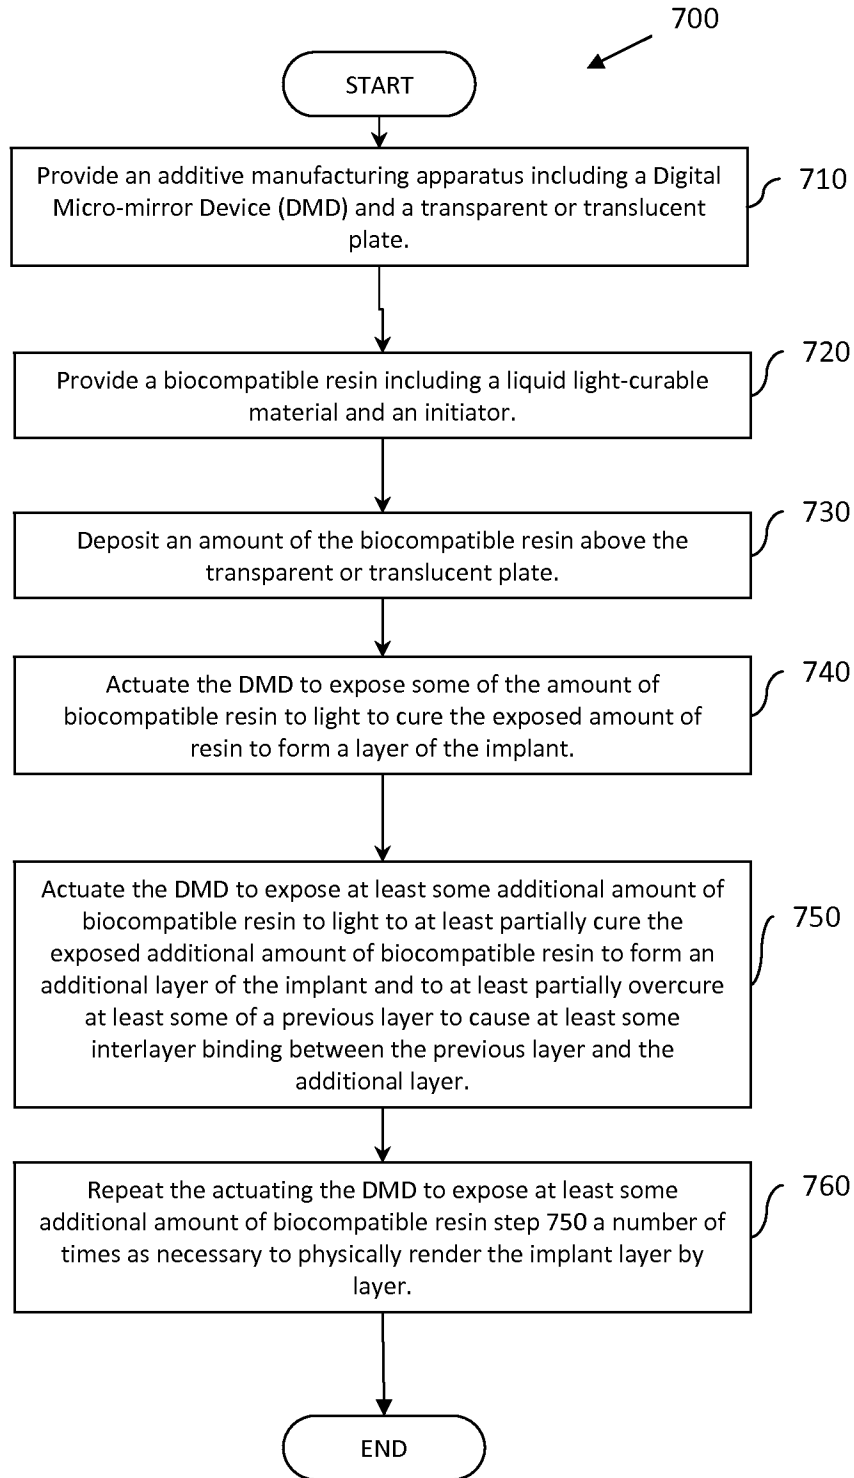 700
START
Provide an additive manufacturing apparatus including a Digital
Micro-mirror Device (DMD) and a transparent or translucent
plate.
710
Provide a biocompatible resin including a liquid light-curable
material and an initiator.
720
Deposit an amount of the biocompatible resin above the
transparent or translucent plate.
730
Actuate the DMD to expose some of the amount of
biocompatible resin to light to cure the exposed amount of
resin to form a layer of the implant.
740
Actuate the DMD to expose at least some additional amount of
biocompatible resin to light to at least partially cure the
exposed additional amount of biocompatible resin to form an
additional layer of the implant and to at least partially overcure
at least some of a previous layer to cause at least some
interlayer binding between the previous layer and the
additional layer.
750
Repeat the actuating the DMD to expose at least some
additional amount of biocompatible resin step 750 a number of
times as necessary to physically render the implant layer by
layer.
760
END